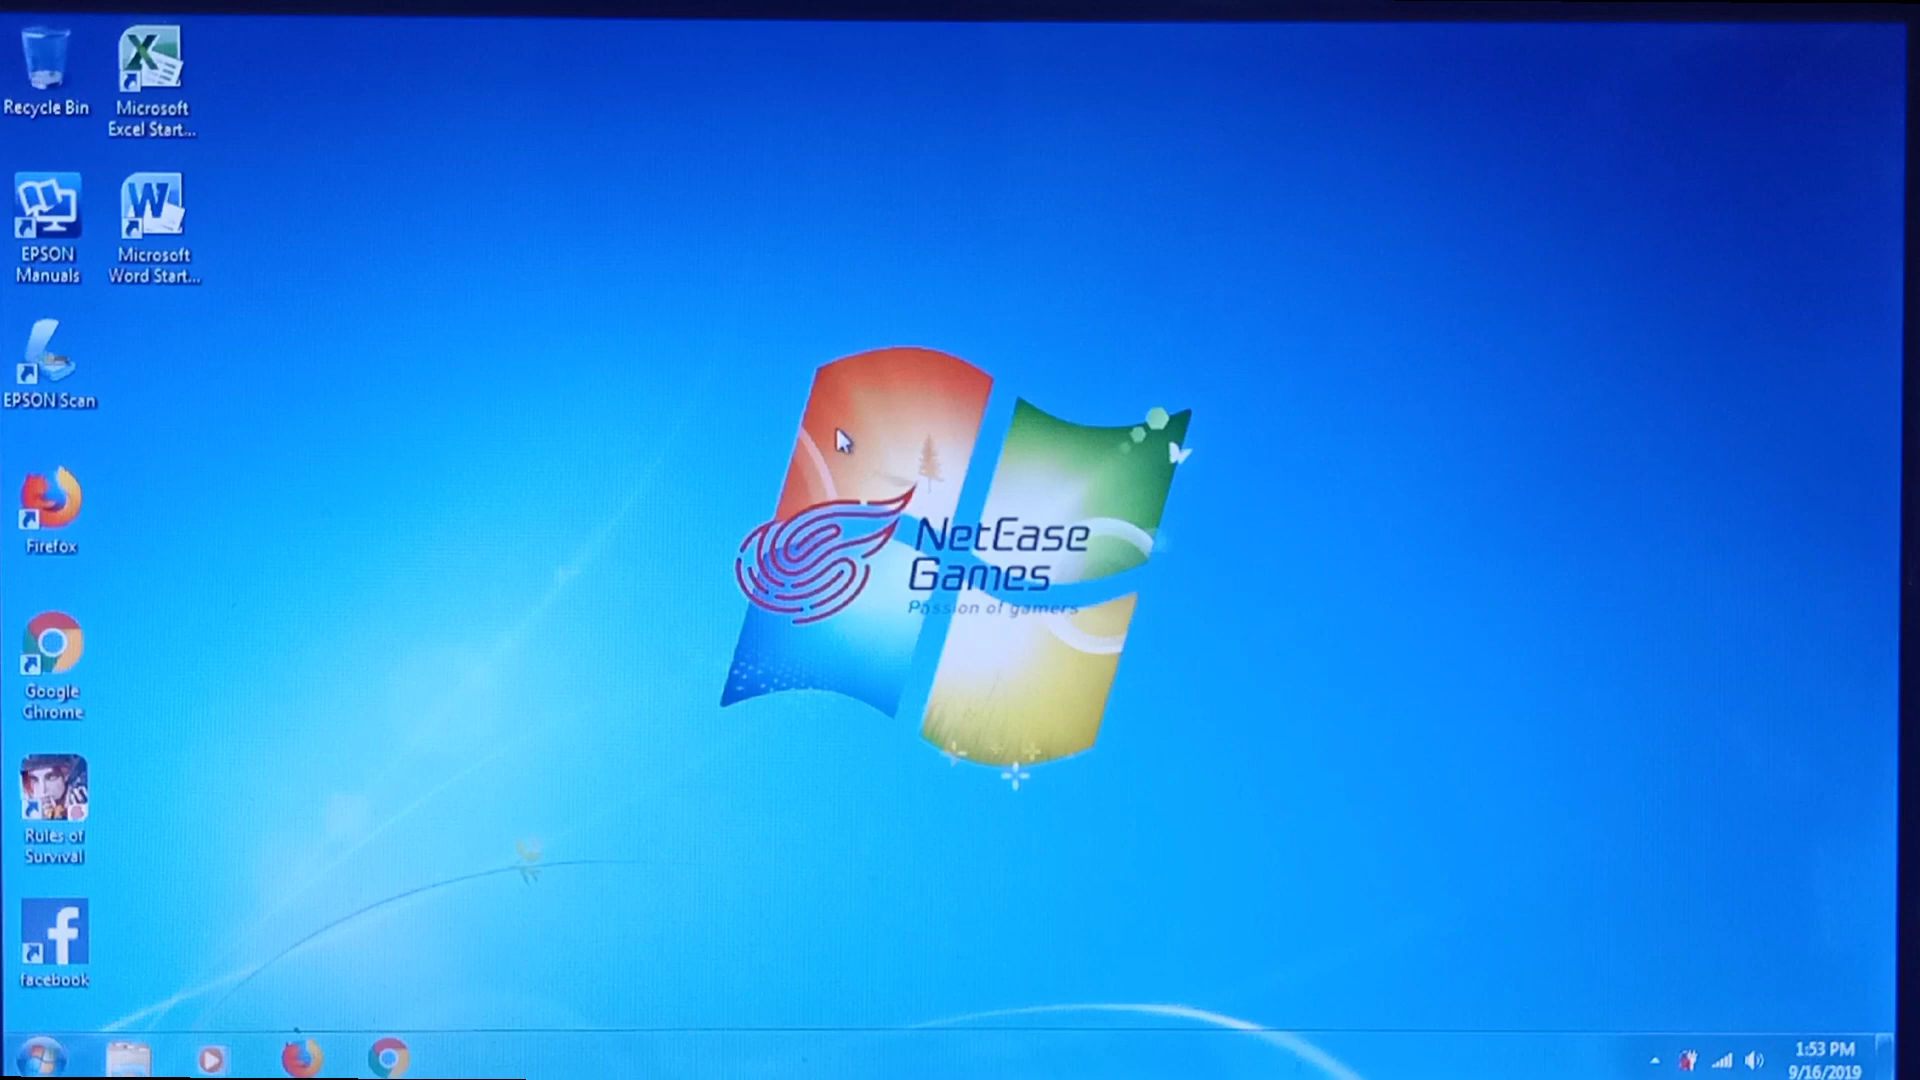 Recycle Bin
Microsoft
Excel Start...
EPSON
Manuals
Microsoft
Word Start...
EPSON Scan
Firefox
Google
Chrome
Rules of
Survival
facebook
NetEase
Games
Passion of gamers
1:53 PM
9/16/2019